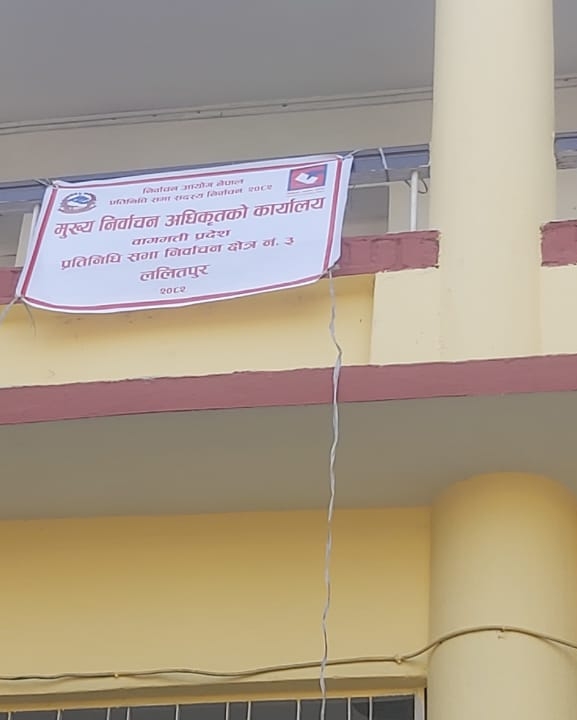 निर्वाचन आयोग नेपाल
प्रतिनिधि सभा सदस्य निर्वाचन २०८२
मुख्य निर्वाचन अधिकृतको कार्यालय
वागमती प्रदेश
प्रतिनिधि सभा निर्वाचन क्षेत्र नं. ३
ललितपुर
२०८२